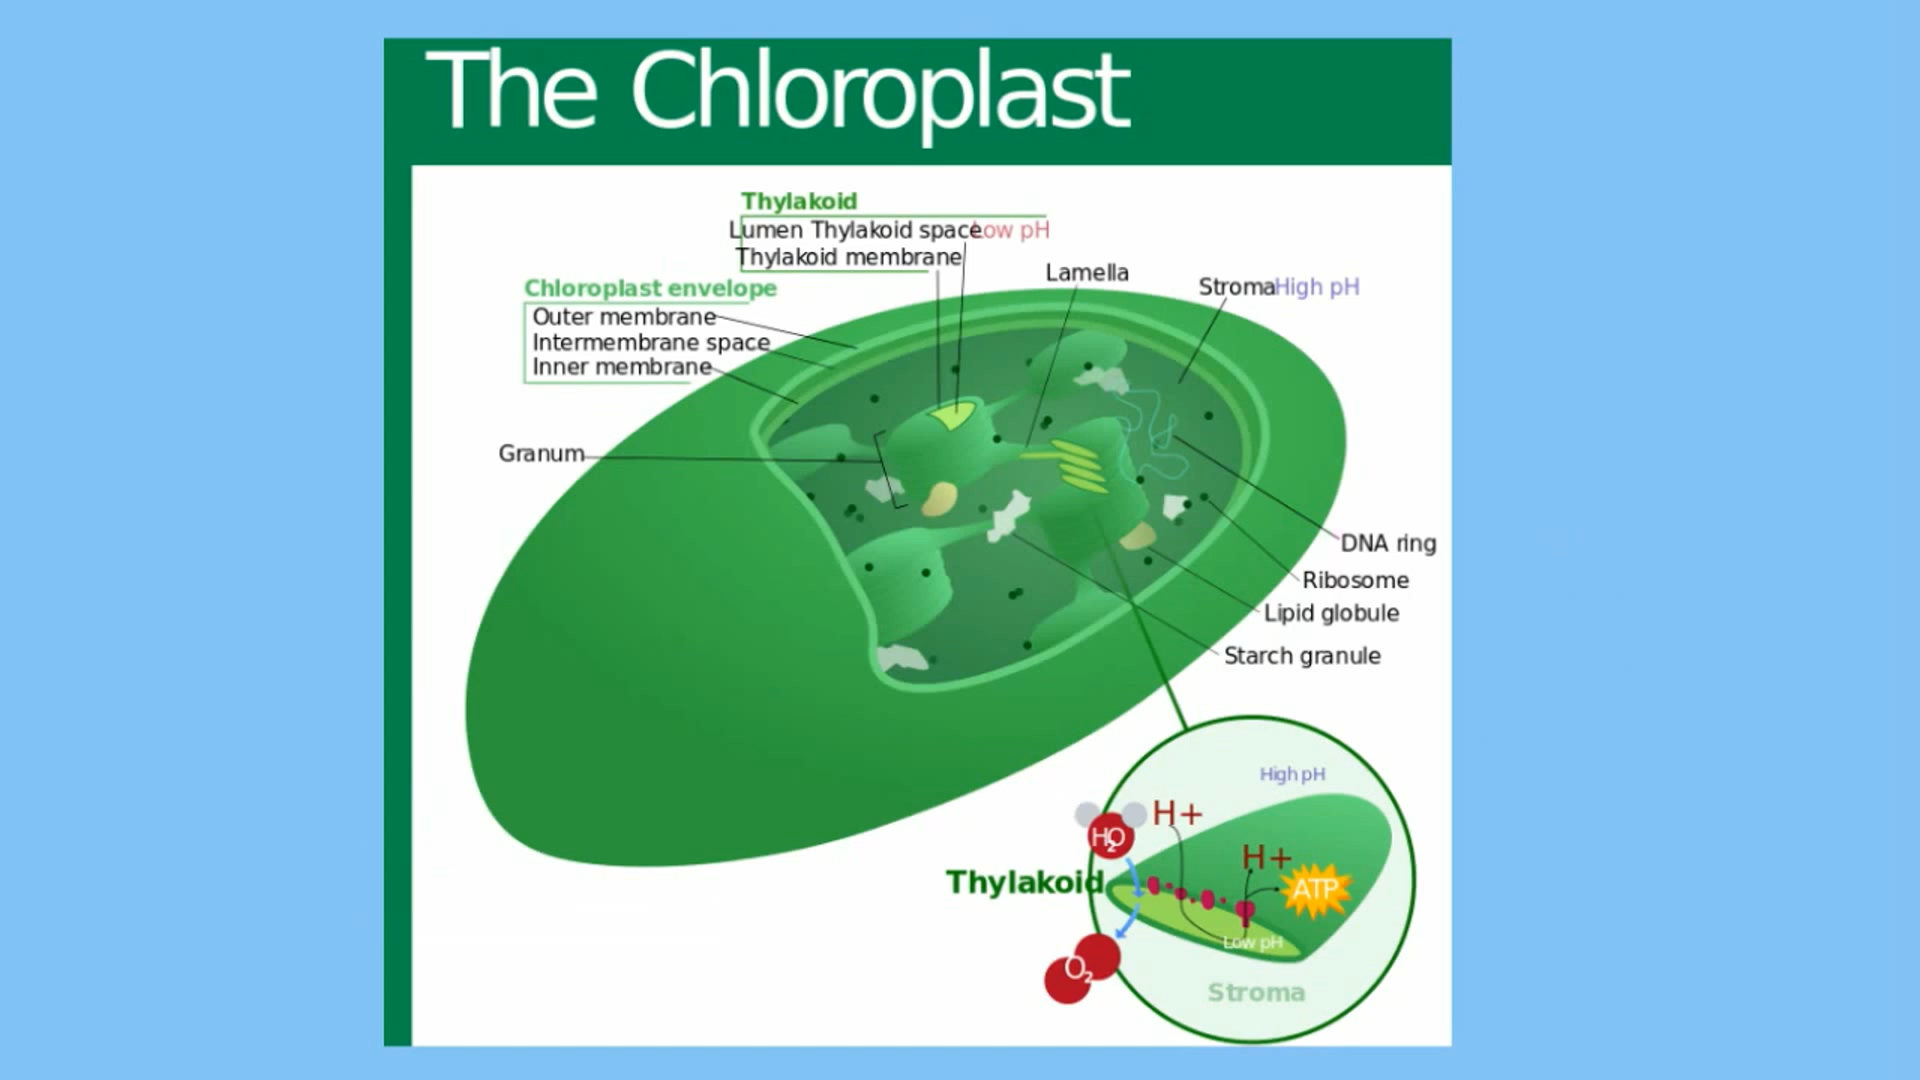 The Chloroplast
Thylakoid
Lumen Thylakoid space Low pH
Thylakoid membrane
Chloroplast envelope
Outer membrane
Intermembrane space
Inner membrane
Lamella
Stroma High pH
Granum
DNA ring
Ribosome
Lipid globule
Starch granule
High pH
H+
H2O
H+
ATP
Thylakoid
Low pH
O2
Stroma